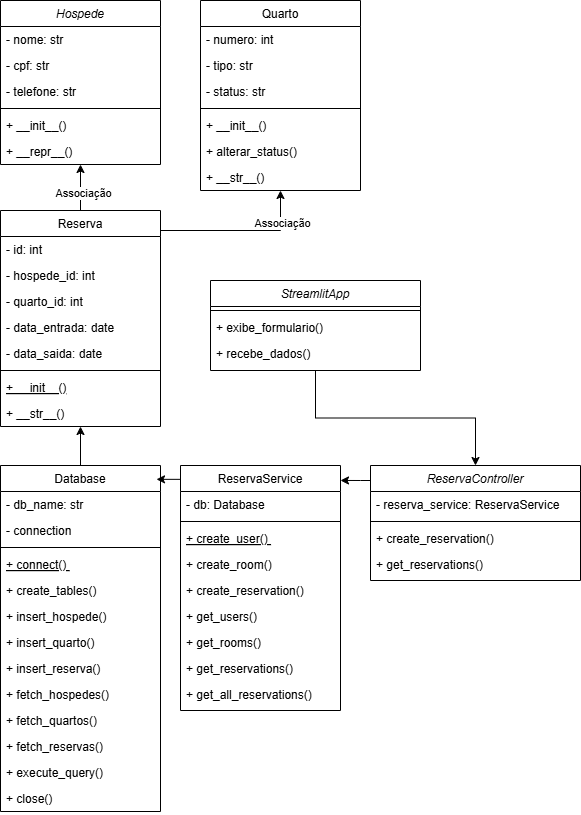 Hospede
- nome: str
- cpf: str
- telefone: str
+ __init__()
+ __repr__()
Quarto
- numero: int
- tipo: str
- status: str
+ __init__()
+ alterar_status()
+ __str__()
Associação
Associação
Reserva
- id: int
- hospede_id: int
- quarto_id: int
- data_entrada: date
- data_saida: date
+ __init__()
+ __str__()
StreamlitApp
+ exibe_formulario()
+ recebe_dados()
Database
- db_name: str
- connection
+ connect()
+ create_tables()
+ insert_hospede()
+ insert_quarto()
+ insert_reserva()
+ fetch_hospedes()
+ fetch_quartos()
+ fetch_reservas()
+ execute_query()
+ close()
ReservaService
- db: Database
+ create_user()
+ create_room()
+ create_reservation()
+ get_users()
+ get_rooms()
+ get_reservations()
+ get_all_reservations()
ReservaController
- reserva_service: ReservaService
+ create_reservation()
+ get_reservations()